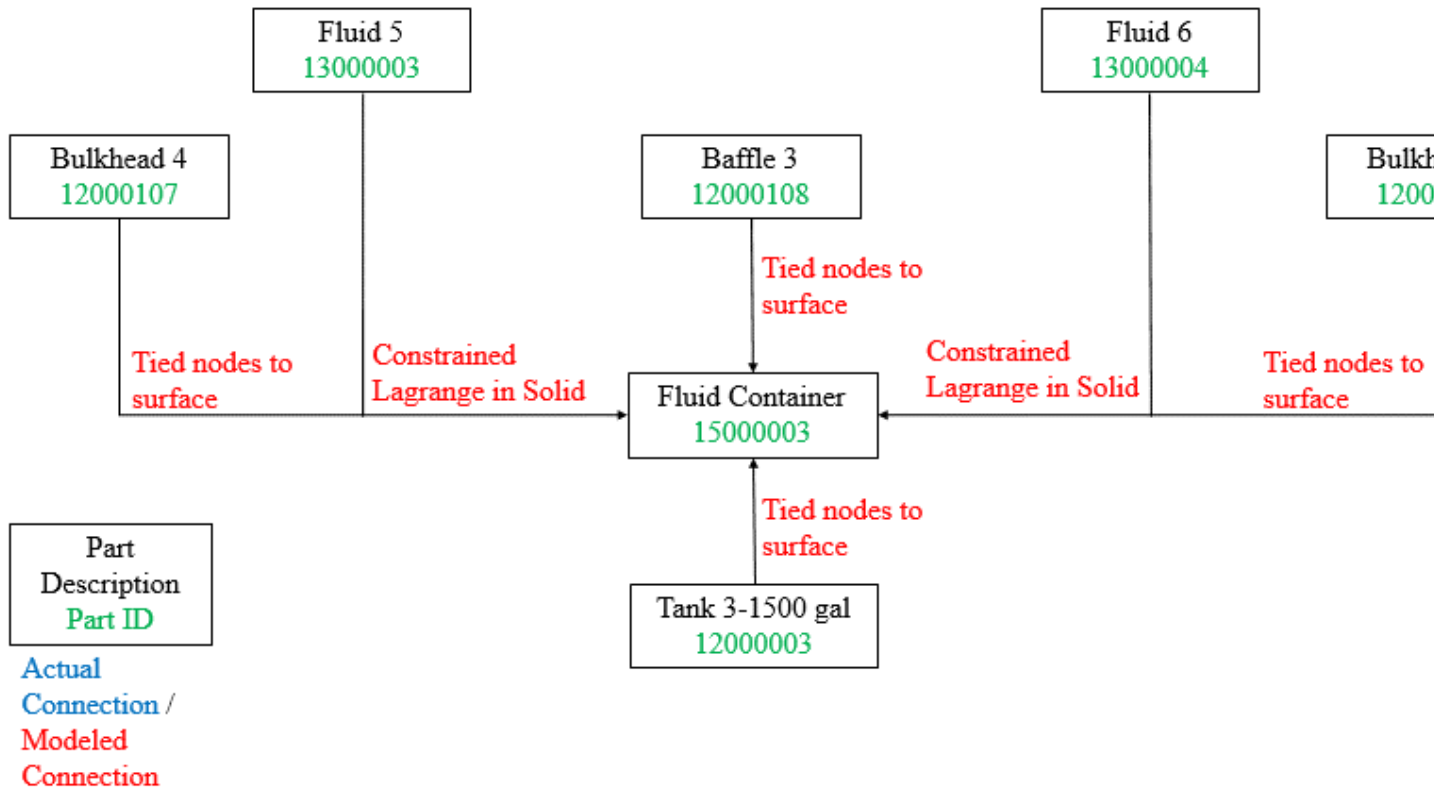 Fluid 5
13000003
Fluid 6
13000004
Bulkhead 4
12000107
Baffle 3
12000108
Bulkh
1200
Tied nodes to
surface
Tied nodes to
surface
Constrained
Lagrange in Solid
Fluid Container
15000003
Constrained
Lagrange in Solid
Tied nodes to
surface
Tied nodes to
surface
Tank 3-1500 gal
12000003
Part
Description
Part ID
Actual
Connection /
Modeled
Connection